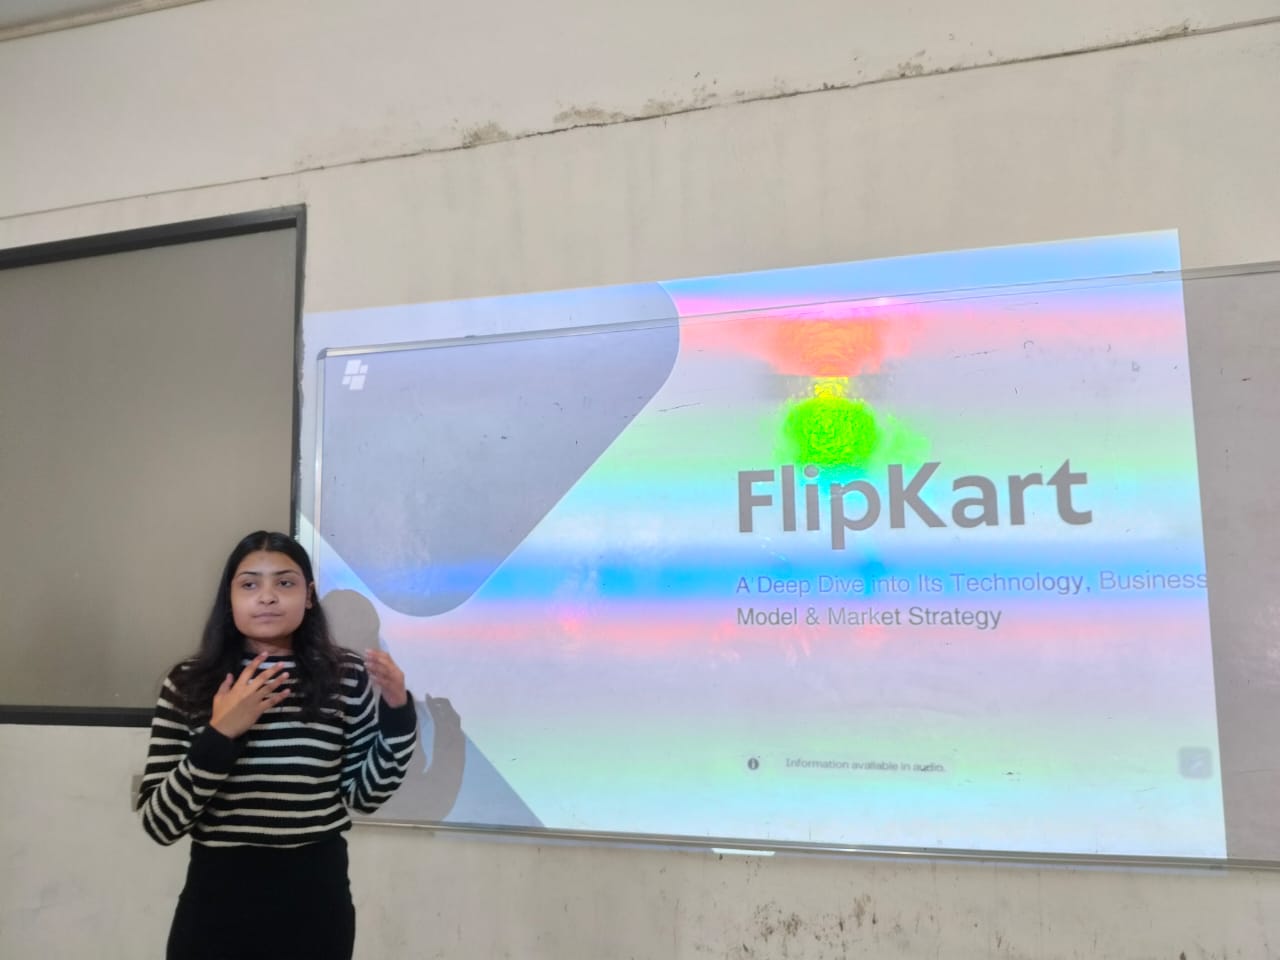 FlipKart
A Deep Dive into Its Technology, Business
Model & Market Strategy
Information available in audio.